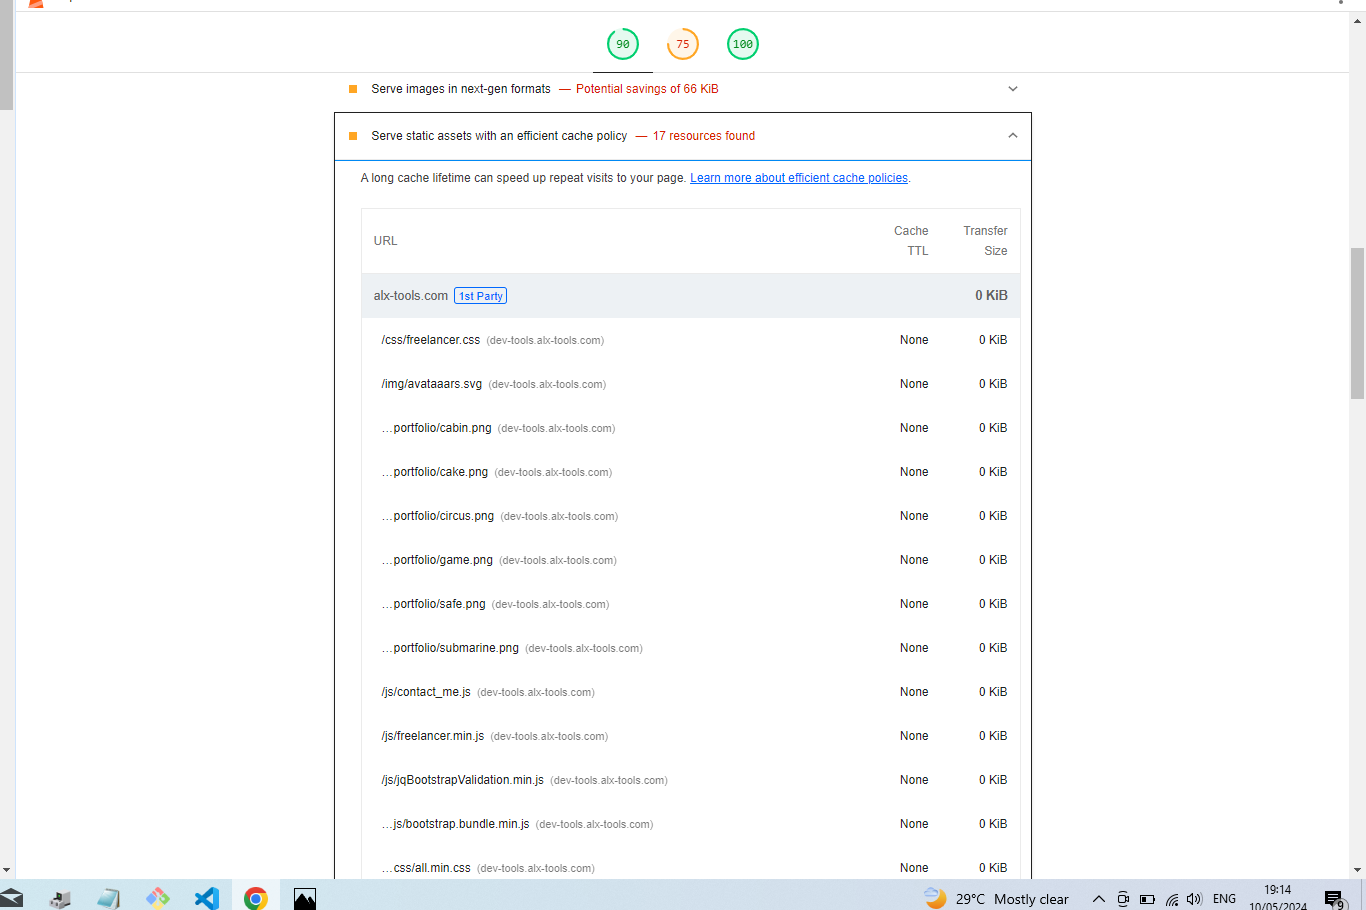 90 75 100
Serve images in next-gen formats — Potential savings of 66 KiB
Serve static assets with an efficient cache policy — 17 resources found
A long cache lifetime can speed up repeat visits to your page. Learn more about efficient cache policies.
URL Cache TTL Transfer Size
alx-tools.com 1st Party 0 KiB
/css/freelancer.css (dev-tools.alx-tools.com) None 0 KiB
/img/avataaars.svg (dev-tools.alx-tools.com) None 0 KiB
…portfolio/cabin.png (dev-tools.alx-tools.com) None 0 KiB
…portfolio/cake.png (dev-tools.alx-tools.com) None 0 KiB
…portfolio/circus.png (dev-tools.alx-tools.com) None 0 KiB
…portfolio/game.png (dev-tools.alx-tools.com) None 0 KiB
…portfolio/safe.png (dev-tools.alx-tools.com) None 0 KiB
…portfolio/submarine.png (dev-tools.alx-tools.com) None 0 KiB
/js/contact_me.js (dev-tools.alx-tools.com) None 0 KiB
/js/freelancer.min.js (dev-tools.alx-tools.com) None 0 KiB
/js/jqBootstrapValidation.min.js (dev-tools.alx-tools.com) None 0 KiB
…js/bootstrap.bundle.min.js (dev-tools.alx-tools.com) None 0 KiB
…css/all.min.css (dev-tools.alx-tools.com) None 0 KiB
29°C Mostly clear ENG 19:14
10/05/2024 9